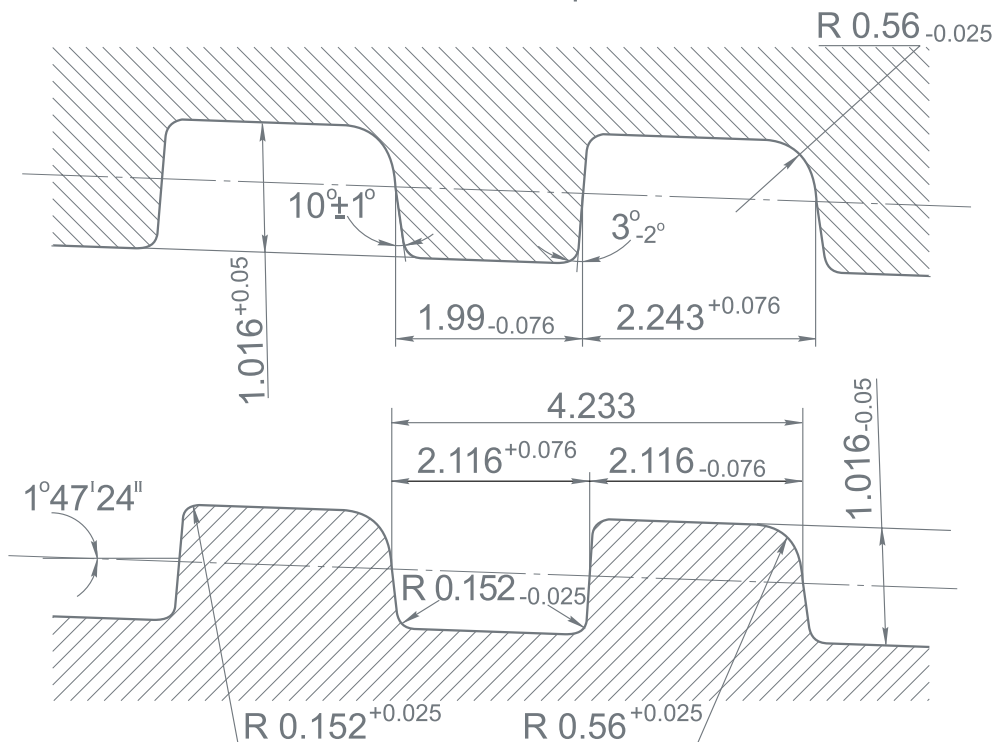 R 0.56 -0.025
10°±1°
3°-2°
1.016 +0.05
1.99 -0.076
2.243 +0.076
4.233
1.016 -0.05
2.116 +0.076
2.116 -0.076
1°47'24"
R 0.152 -0.025
R 0.152 +0.025
R 0.56 +0.025